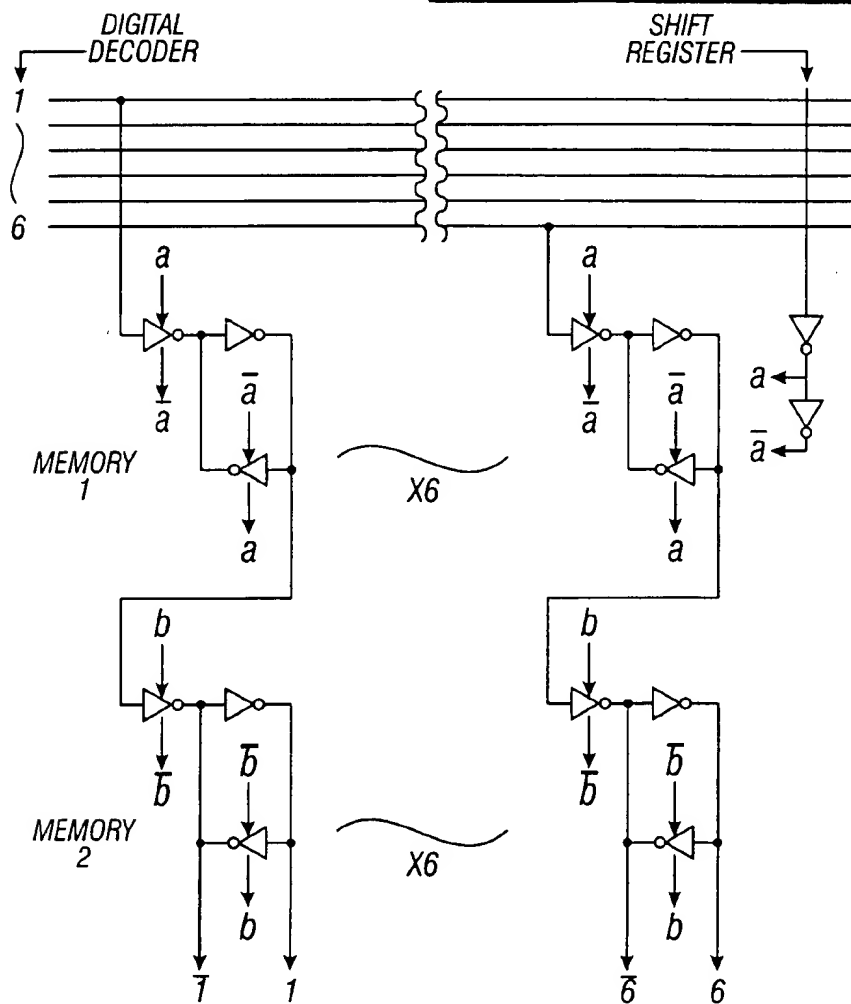 DIGITAL
DECODER
SHIFT
REGISTER
1
6
a
a
a̅
a̅
a̅
a̅
a
a̅
MEMORY
1
X6
a
a
b
b
b̅
b̅
b̅
b̅
MEMORY
2
X6
b
b
1̅
1
6̅
6